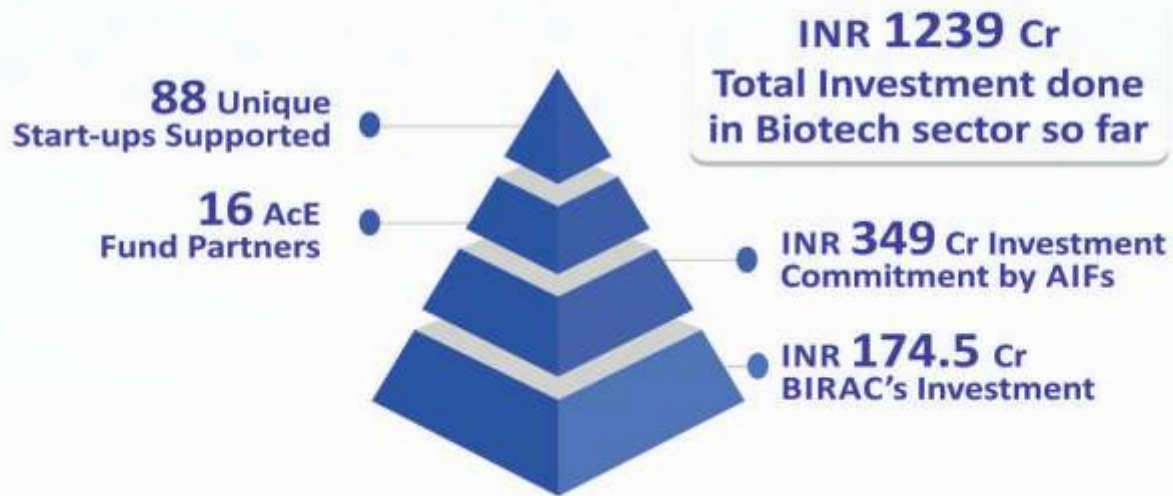 INR 1239 Cr
Total Investment done
in Biotech sector so far
88 Unique
Start-ups Supported
16 AcE
Fund Partners
INR 349 Cr Investment
Commitment by AIFs
INR 174.5 Cr
BIRAC's Investment